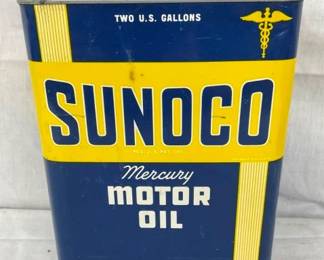 TWO U.S. GALLONS
SUNOCO
Mercury
MOTOR
OIL